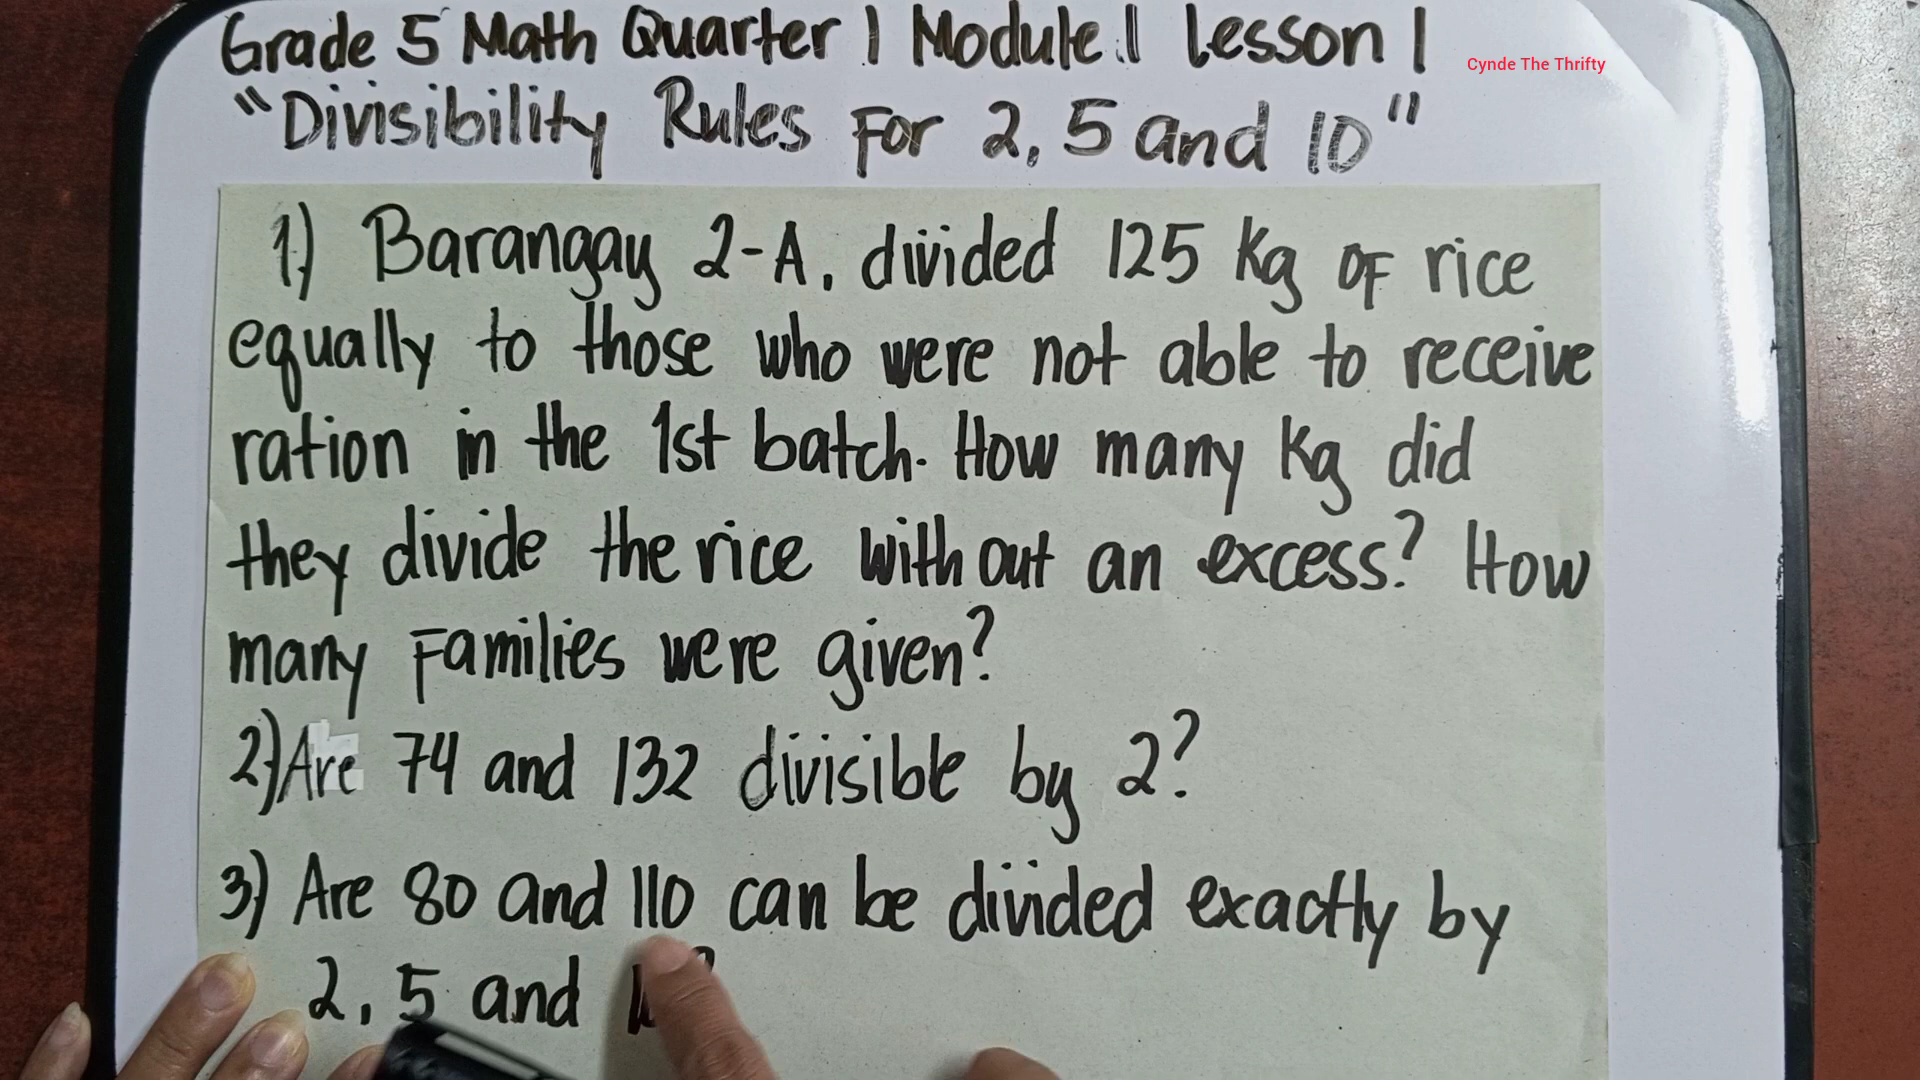 Grade 5 Math Quarter 1 Module 1 Lesson 1
Cynde The Thrifty
"Divisibility Rules For 2, 5 and 10"
1.) Barangay 2-A, divided 125 Kg OF rice
equally to those who were not able to receive
ration in the 1st batch. How many Kg did
they divide the rice without an excess? How
many Families were given?
2.) Are 74 and 132 divisible by 2?
3.) Are 80 and 110 can be divided exactly by
2, 5 and